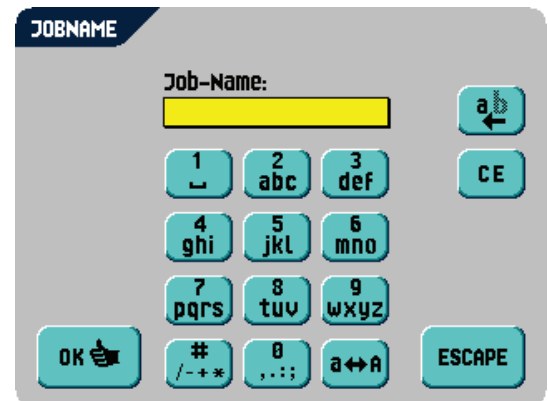 JOBNAME
Job-Name:
ab
1 2 3
␣ abc def
CE
4 5 6
ghi jkl mno
7 8 9
pqrs tuv wxyz
OK
# 0
/-+* ,.:; a↔A
ESCAPE